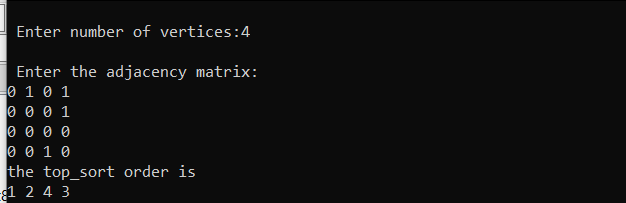 Enter number of vertices:4
Enter the adjacency matrix:
0 1 0 1
0 0 0 1
0 0 0 0
0 0 1 0
the top_sort order is
1 2 4 3